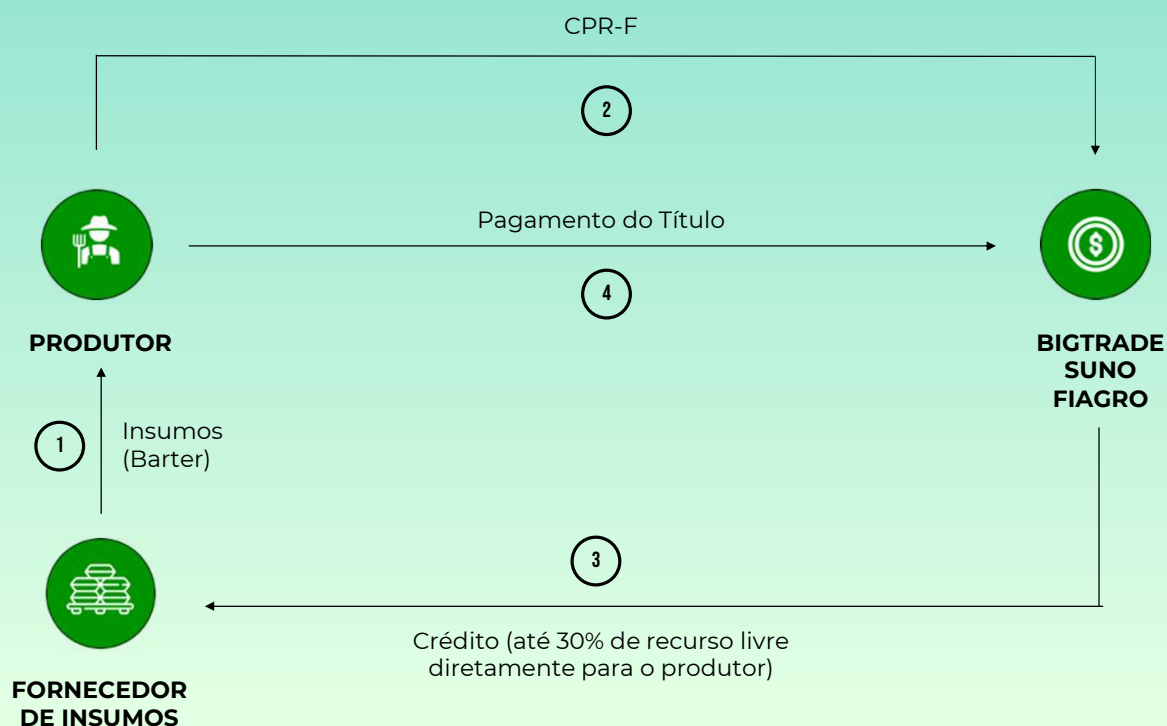 CPR-F
2
Pagamento do Título
4
PRODUTOR
BIGTRADE
SUNO
FIAGRO
1
Insumos
(Barter)
3
Crédito (até 30% de recurso livre
diretamente para o produtor)
FORNECEDOR
DE INSUMOS